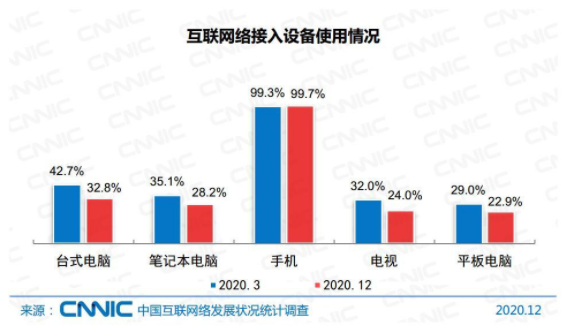 互联网络接入设备使用情况
99.3% 99.7%
42.7% 32.8% 35.1% 28.2% 32.0% 24.0% 29.0% 22.9%
台式电脑 笔记本电脑 手机 电视 平板电脑
2020. 3 2020. 12
来源：CNNIC 中国互联网络发展状况统计调查 2020.12